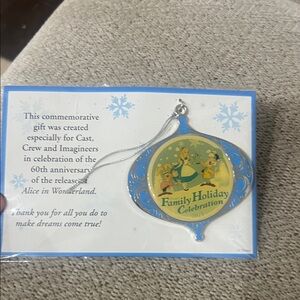 This commemorative
gift was created
especially for Cast,
Crew and Imagineers
in celebration of the
60th anniversary
of the release of
Alice in Wonderland.
Thank you for all you do to
make dreams come true!
Family Holiday
Celebration